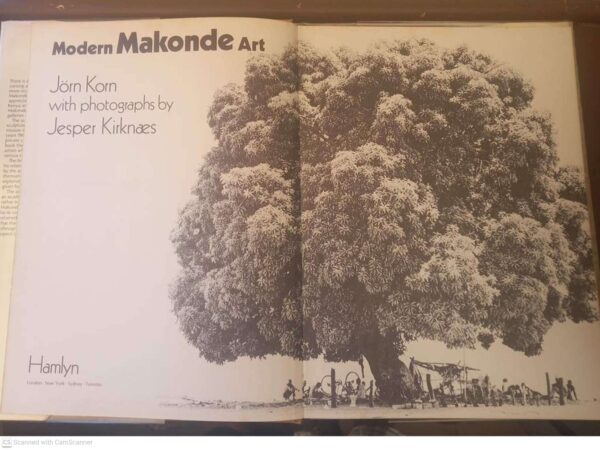 Modern Makonde Art
Jörn Korn
with photographs by
Jesper Kirknæs
Hamlyn
London · New York · Sydney · Toronto
CS Scanned with CamScanner